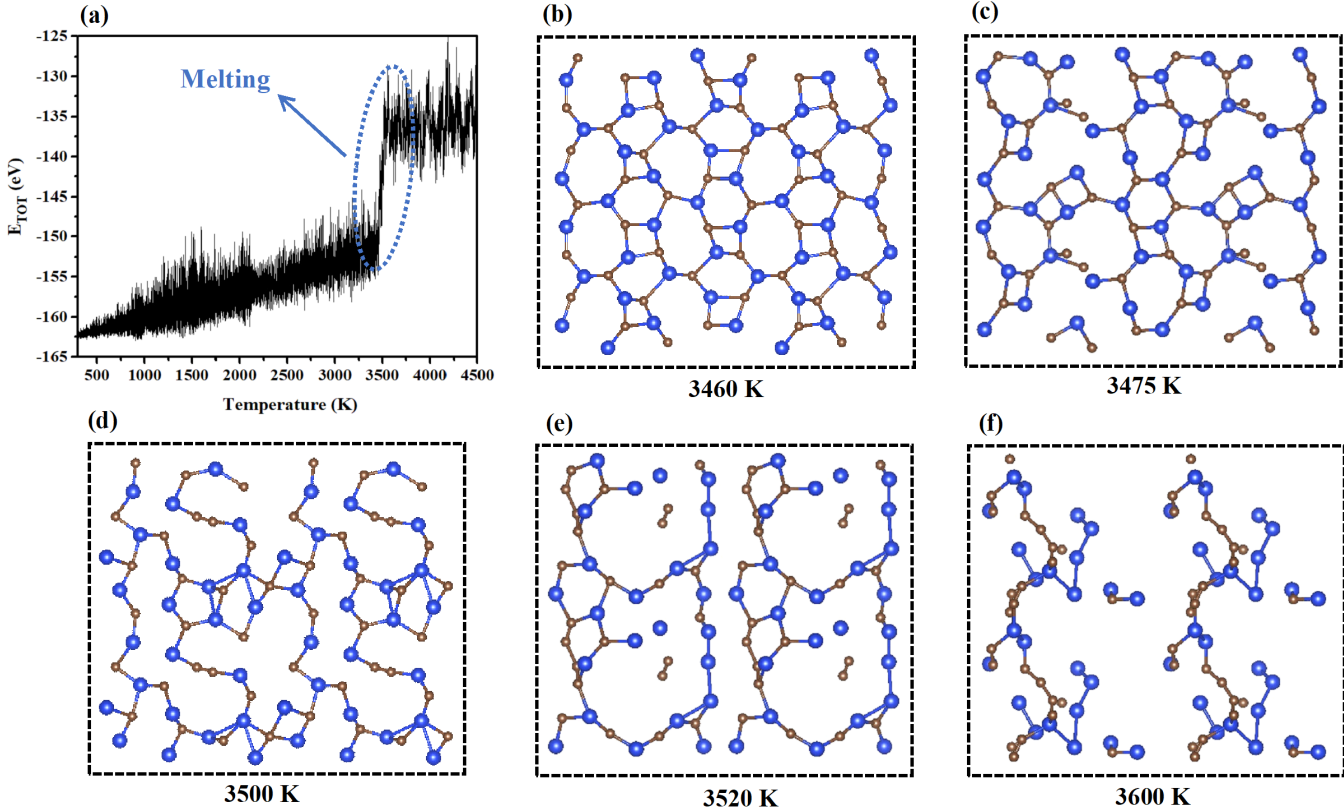 (a)
E_TOT (eV)
-125
-130
-135
-140
-145
-150
-155
-160
-165
Melting
500 1000 1500 2000 2500 3000 3500 4000 4500
Temperature (K)
(b)
3460 K
(c)
3475 K
(d)
3500 K
(e)
3520 K
(f)
3600 K